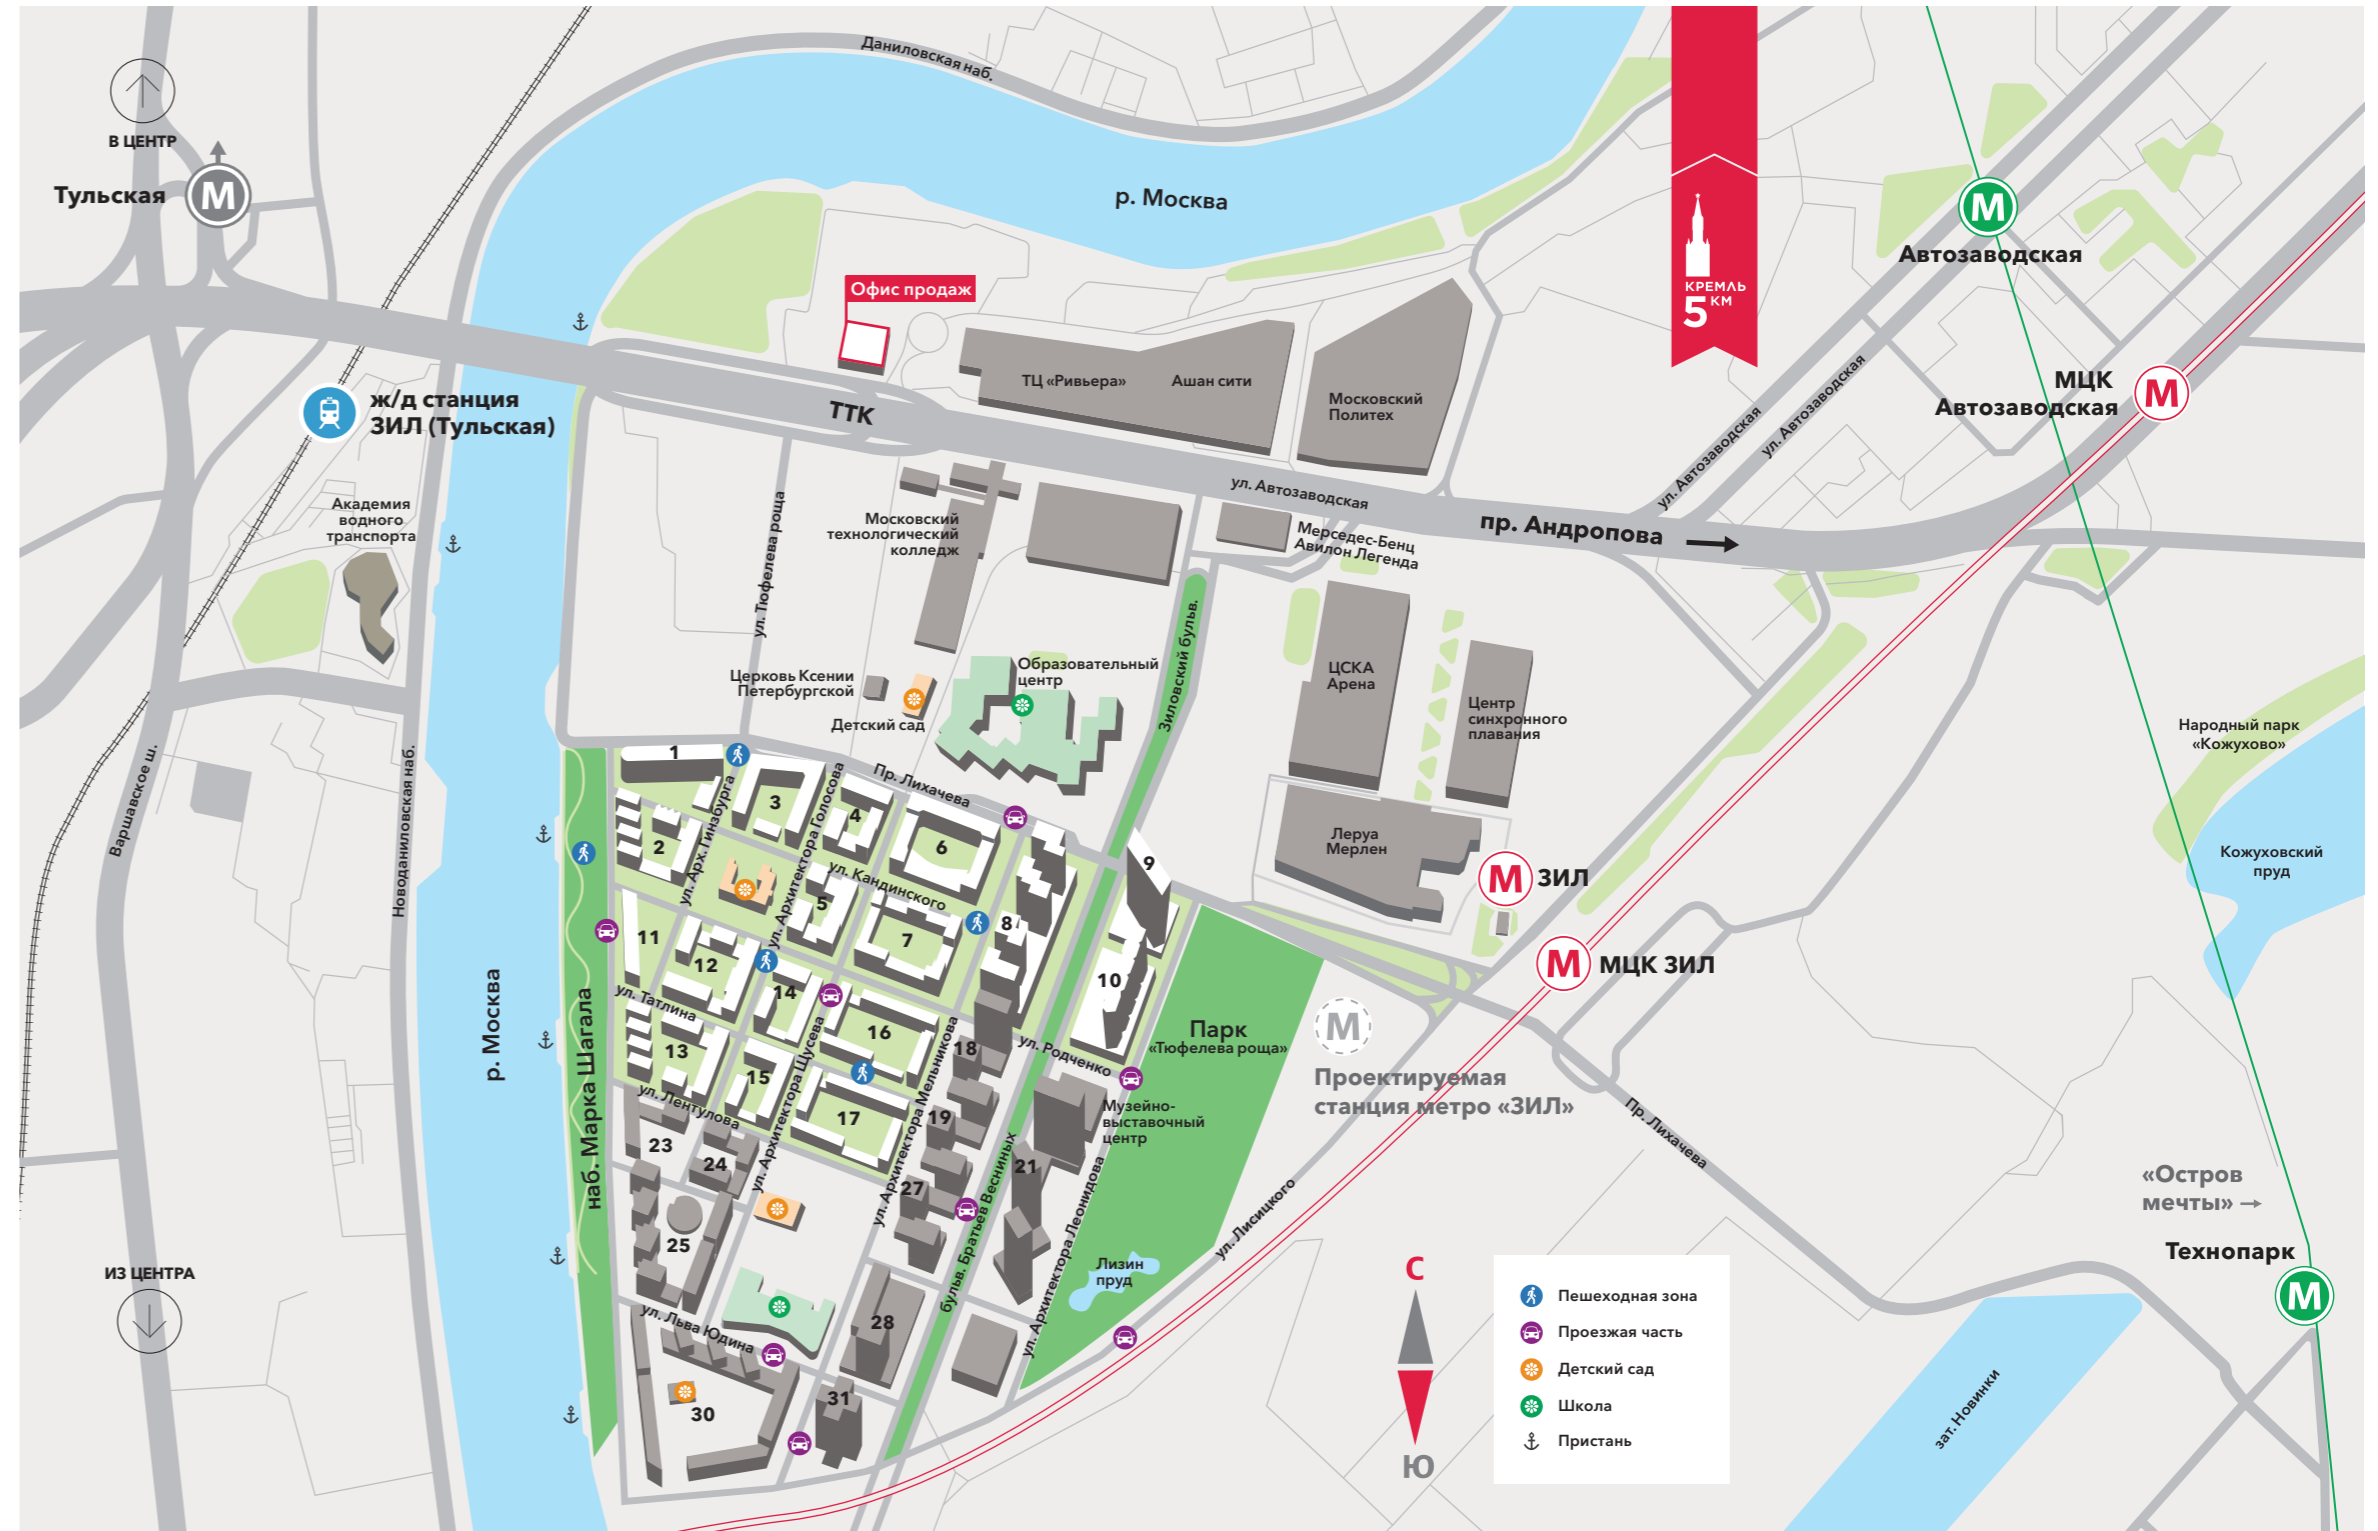 Даниловская наб.
В ЦЕНТР
Тульская
М
р. Москва
М
Автозаводская
КРЕМЛЬ
5 КМ
Офис продаж
ТЦ «Ривьера»
Ашан сити
Московский
Политех
ТТК
МЦК
Автозаводская
М
ж/д станция
ЗИЛ (Тульская)
ул. Автозаводская
ул. Автозаводская
ул. Автозаводская
пр. Андропова
Академия
водного
транспорта
Московский
технологический
колледж
Мерседес-Бенц
Авилон Легенда
ул. Тюфелева роща
Зиловский бульв.
Церковь Ксении
Петербургской
Детский сад
Образовательный
центр
ЦСКА
Арена
Центр
синхронного
плавания
Народный парк
«Кожухово»
Кожуховский
пруд
Варшавское ш.
Новоданиловская наб.
р. Москва
наб. Марка Шагала
Пр. Лихачева
ул. Арх. Гинзбурга
ул. Архитектора Голосова
ул. Кандинского
Леруа
Мерлен
М
ЗИЛ
М
МЦК ЗИЛ
1
2
3
4
5
6
7
8
9
10
11
12
13
14
15
16
17
18
19
21
23
24
25
27
28
30
31
ул. Татлина
ул. Лентулова
ул. Архитектора Щусева
ул. Архитектора Мельникова
ул. Родченко
Музейно-
выставочный
центр
Парк
«Тюфелева роща»
М
Проектируемая
станция метро «ЗИЛ»
Пр. Лихачева
бульв. Братьев Весниных
ул. Архитектора Леонидова
ул. Лисицкого
Лизин
пруд
ул. Льва Юдина
ИЗ ЦЕНТРА
«Остров
мечты» →
Технопарк
М
зат. Новинки
С
Ю
Пешеходная зона
Проезжая часть
Детский сад
Школа
Пристань